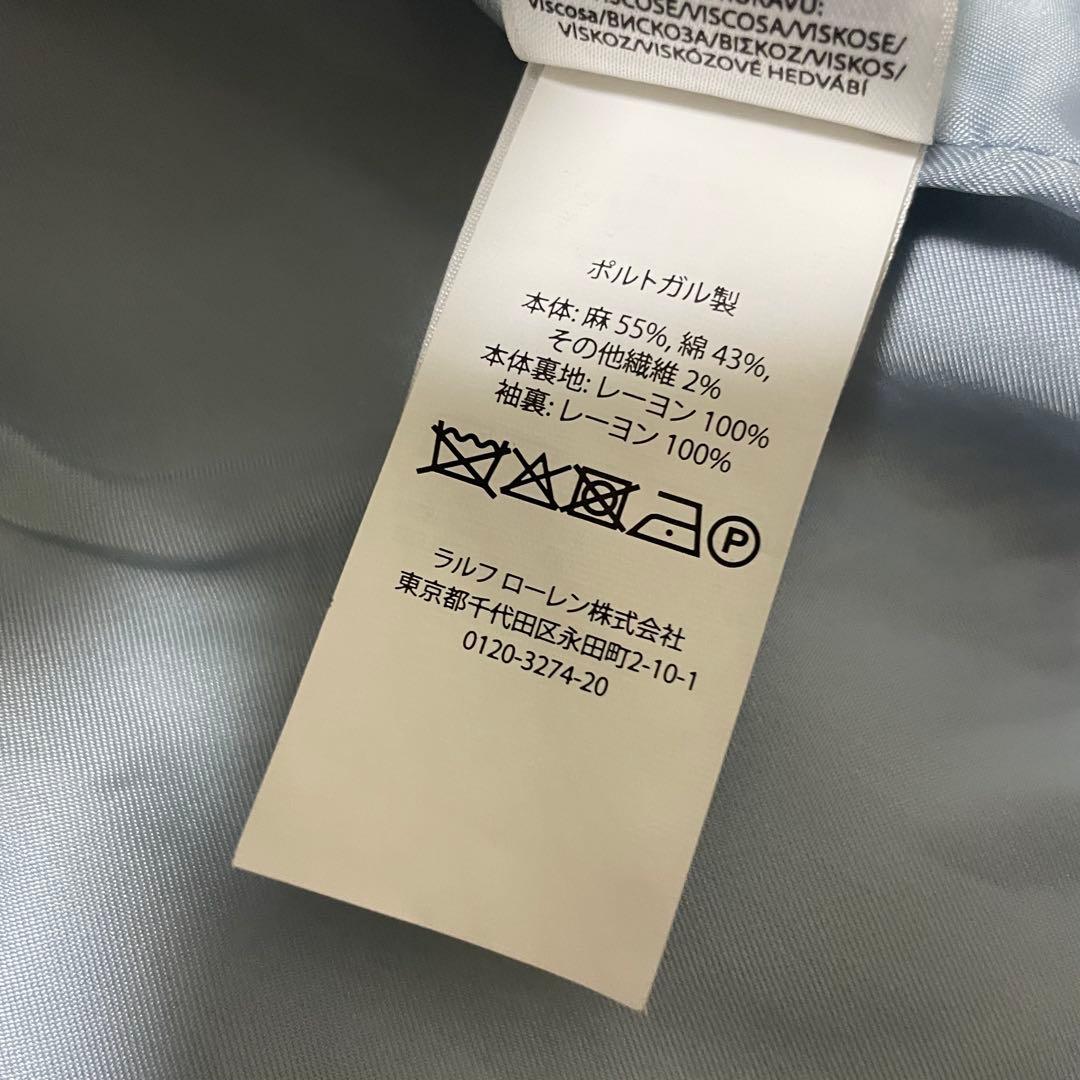 VISCOSE/VISCOSA/VISKOSE/
Viscosa/ВИСКОЗА/ΒΙΣΚΟΖ/VISKOS/
VİSKOZ/VISKÓZOVÉ HEDVÁBÍ
ポルトガル製
本体: 麻 55%, 綿 43%,
その他繊維 2%
本体裏地: レーヨン 100%
袖裏: レーヨン 100%
P
ラルフ ローレン株式会社
東京都千代田区永田町2-10-1
0120-3274-20